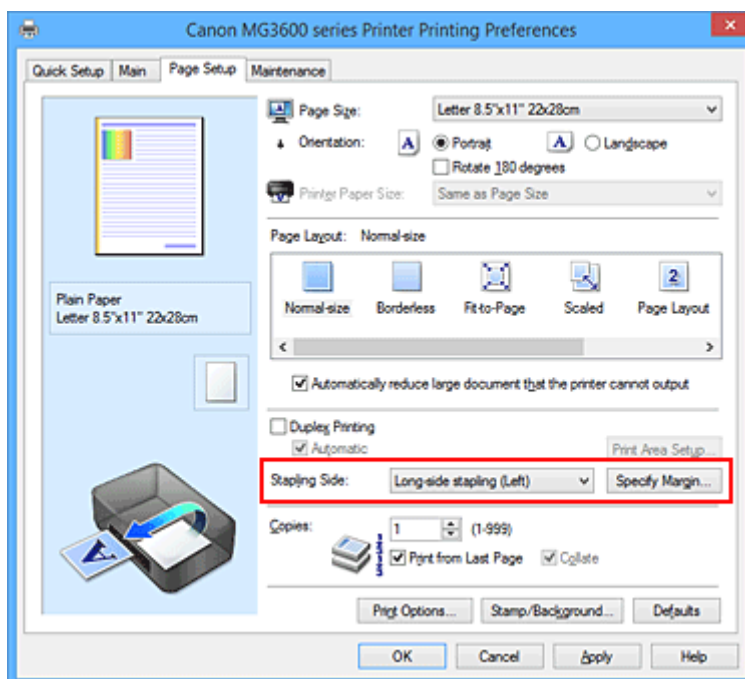 Canon MG3600 series Printer Printing Preferences
Quick Setup Main Page Setup Maintenance
Page Size: Letter 8.5"x11" 22x28cm
Orientation: A Portrait A Landscape
Rotate 180 degrees
Printer Paper Size: Same as Page Size
Page Layout: Normal-size
2
Normal-size Borderless Fit-to-Page Scaled Page Layout
Plain Paper
Letter 8.5"x11" 22x28cm
Automatically reduce large document that the printer cannot output
Duplex Printing
Automatic Print Area Setup...
Stapling Side: Long-side stapling (Left) Specify Margin...
Copies: 1 (1-999)
Print from Last Page Collate
A
Print Options... Stamp/Background... Defaults
OK Cancel Apply Help